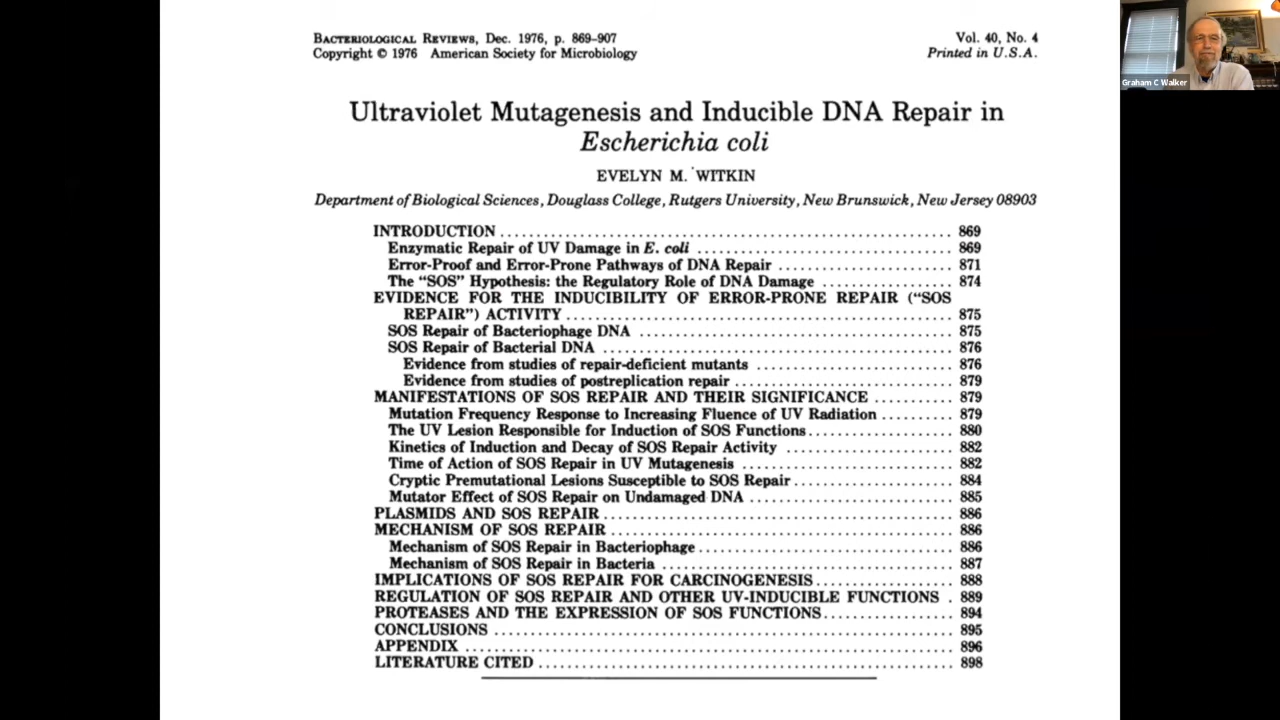 BACTERIOLOGICAL REVIEWS, Dec. 1976, p. 869–907
Copyright © 1976 American Society for Microbiology
Vol. 40, No. 4
Printed in U.S.A.
Graham C Walker
Ultraviolet Mutagenesis and Inducible DNA Repair in
Escherichia coli
EVELYN M. WITKIN
Department of Biological Sciences, Douglass College, Rutgers University, New Brunswick, New Jersey 08903
INTRODUCTION ........ 869
Enzymatic Repair of UV Damage in E. coli ........ 869
Error-Proof and Error-Prone Pathways of DNA Repair ........ 871
The "SOS" Hypothesis: the Regulatory Role of DNA Damage ........ 874
EVIDENCE FOR THE INDUCIBILITY OF ERROR-PRONE REPAIR ("SOS
REPAIR") ACTIVITY ........ 875
SOS Repair of Bacteriophage DNA ........ 875
SOS Repair of Bacterial DNA ........ 876
Evidence from studies of repair-deficient mutants ........ 876
Evidence from studies of postreplication repair ........ 879
MANIFESTATIONS OF SOS REPAIR AND THEIR SIGNIFICANCE ........ 879
Mutation Frequency Response to Increasing Fluence of UV Radiation ........ 879
The UV Lesion Responsible for Induction of SOS Functions ........ 880
Kinetics of Induction and Decay of SOS Repair Activity ........ 882
Time of Action of SOS Repair in UV Mutagenesis ........ 882
Cryptic Premutational Lesions Susceptible to SOS Repair ........ 884
Mutator Effect of SOS Repair on Undamaged DNA ........ 885
PLASMIDS AND SOS REPAIR ........ 886
MECHANISM OF SOS REPAIR ........ 886
Mechanism of SOS Repair in Bacteriophage ........ 886
Mechanism of SOS Repair in Bacteria ........ 887
IMPLICATIONS OF SOS REPAIR FOR CARCINOGENESIS ........ 888
REGULATION OF SOS REPAIR AND OTHER UV-INDUCIBLE FUNCTIONS . 889
PROTEASES AND THE EXPRESSION OF SOS FUNCTIONS ........ 894
CONCLUSIONS ........ 895
APPENDIX ........ 896
LITERATURE CITED ........ 898